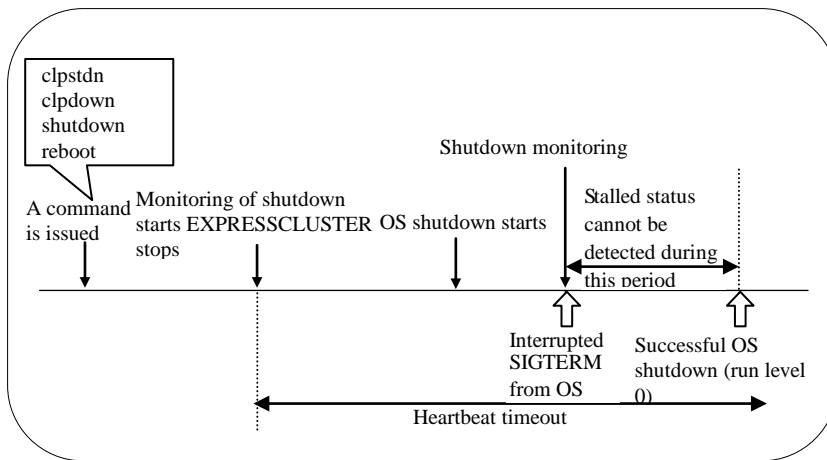 clpstdn
clpdown
shutdown
reboot
A command
is issued
Monitoring of shutdown
starts EXPRESSCLUSTER
stops
OS shutdown starts
Shutdown monitoring
Stalled status
cannot be
detected during
this period
Interrupted
SIGTERM
from OS
Successful OS
shutdown (run level
0)
Heartbeat timeout